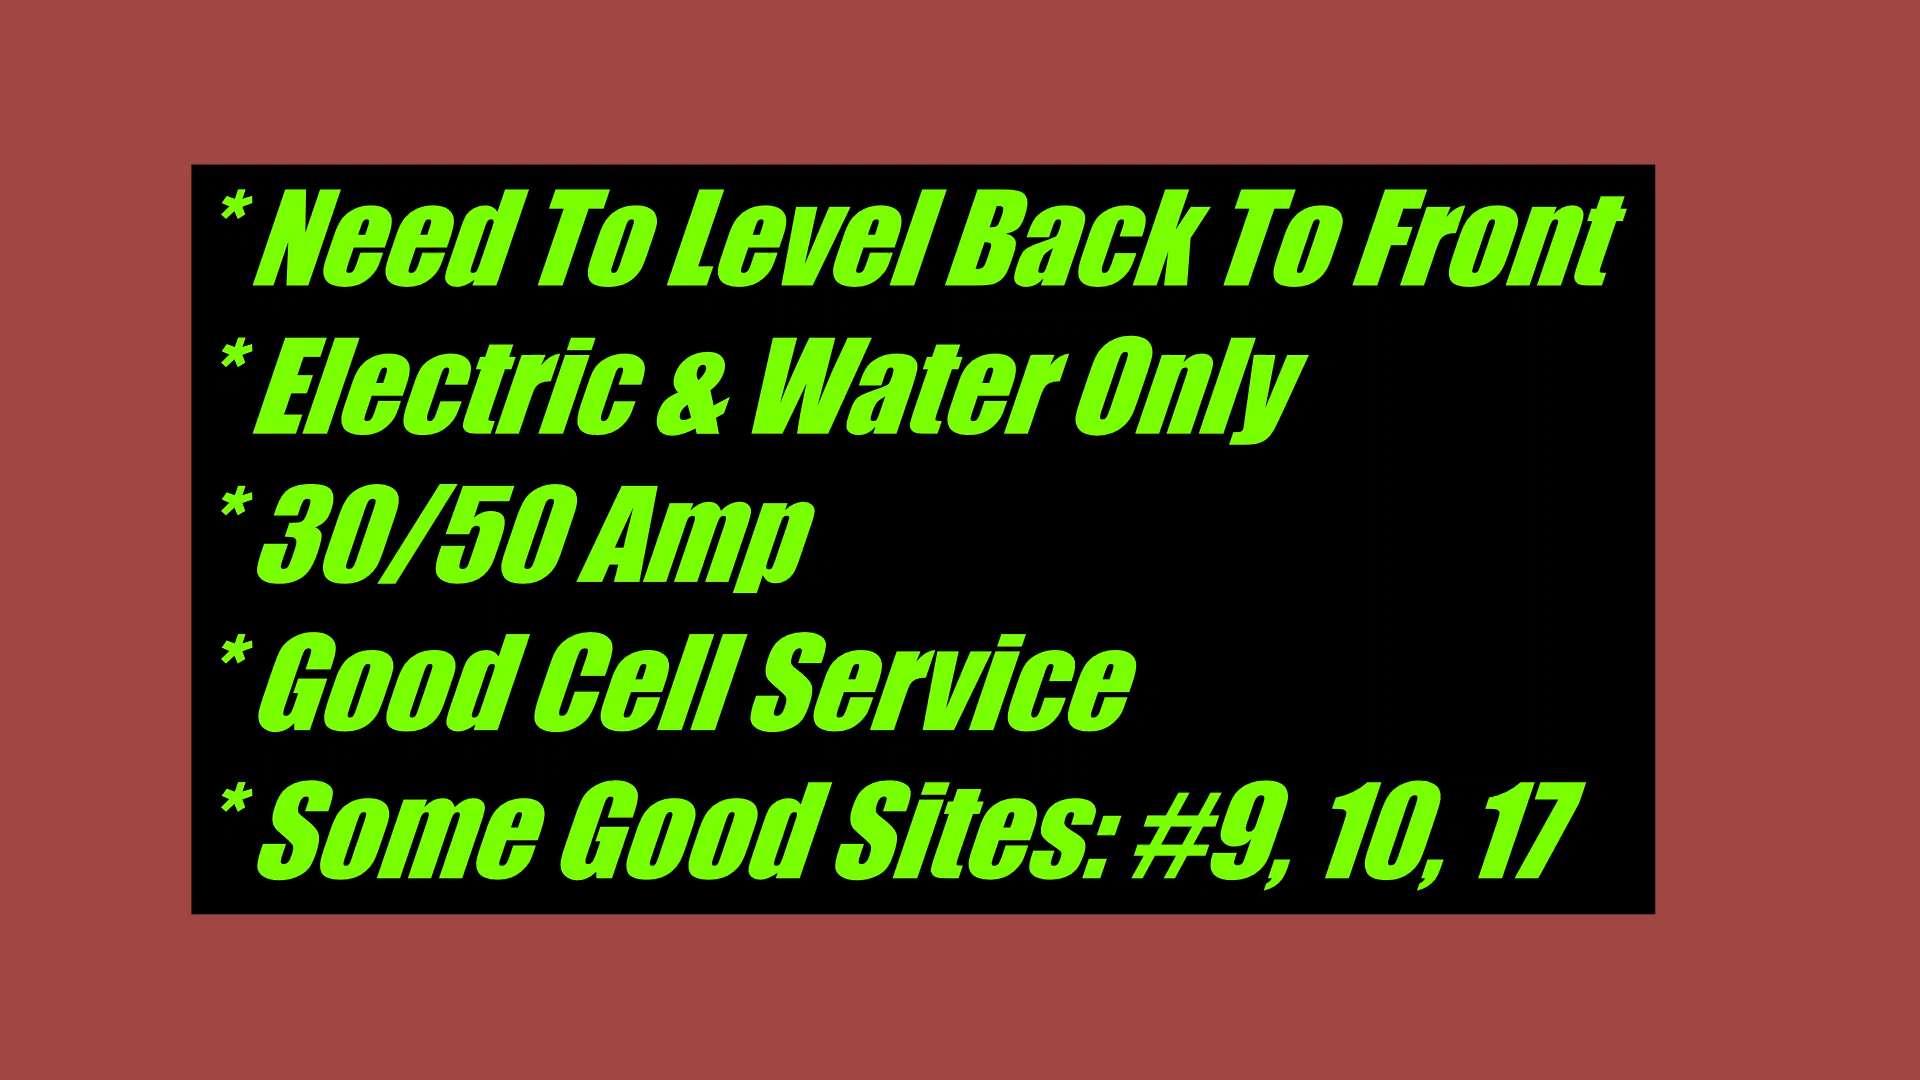 * Need To Level Back To Front
* Electric & Water Only
* 30/50 Amp
* Good Cell Service
* Some Good Sites: #9, 10, 17